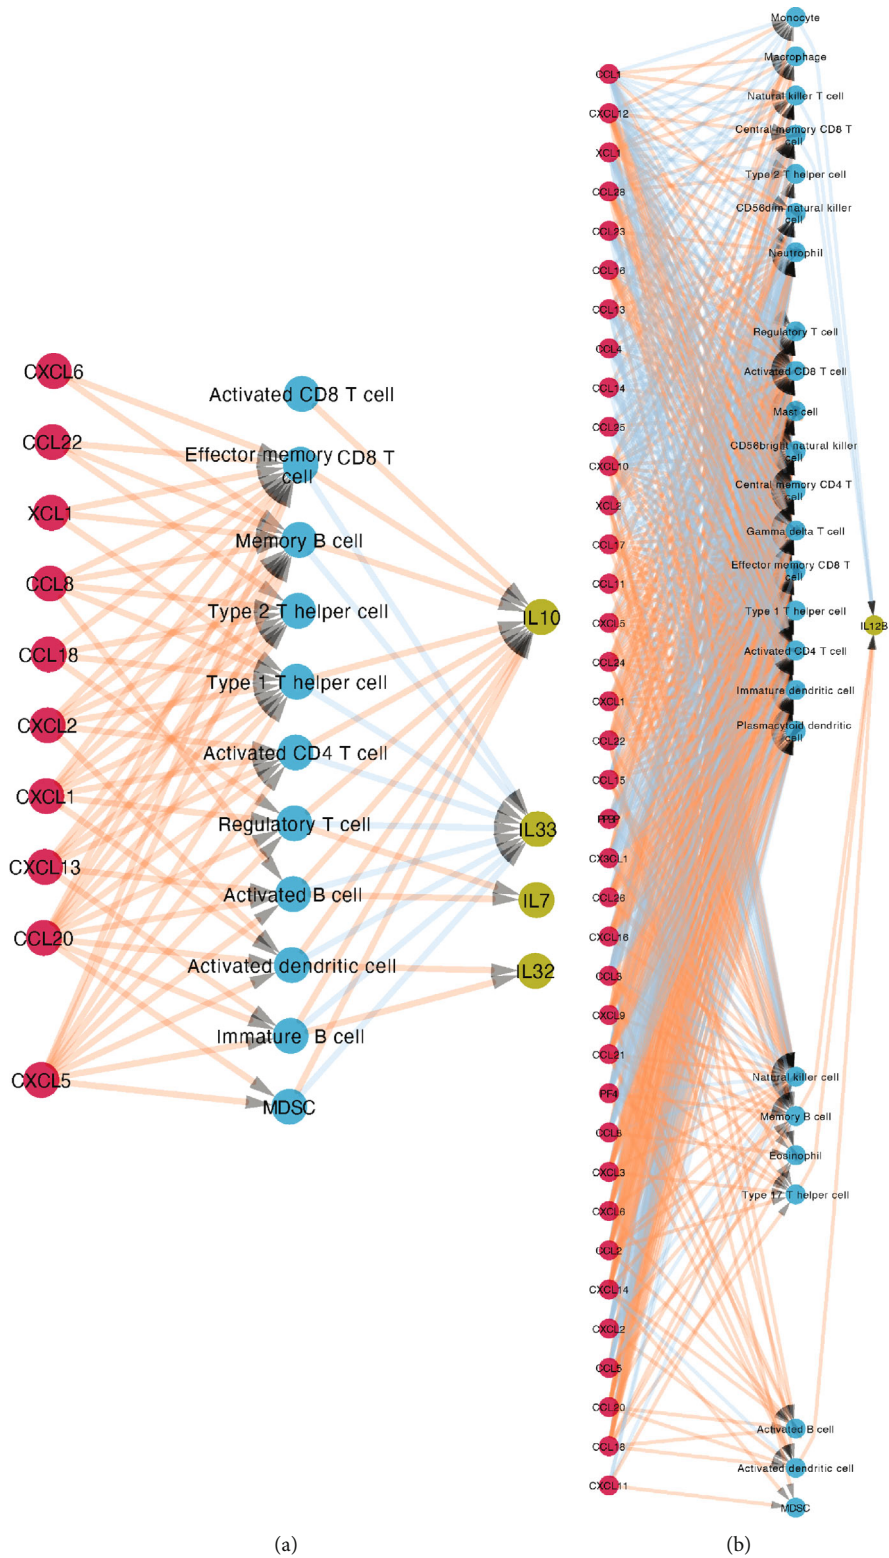 CXCL6
CCL22
XCL1
CCL8
CCL18
CXCL2
CXCL1
CXCL13
CCL20
CXCL5
Activated CD8 T cell
Effector memory CD8 T
cell
Memory B cell
Type 2 T helper cell
Type 1 T helper cell
Activated CD4 T cell
Regulatory T cell
Activated B cell
Activated dendritic cell
Immature B cell
MDSC
IL10
IL33
IL7
IL32
(a)
CCL1
CXCL12
XCL1
CCL28
CCL23
CCL16
CCL13
CCL4
CCL14
CCL25
CXCL10
XCL2
CCL17
CCL11
CXCL5
CCL24
CXCL1
CCL22
CCL15
PPBP
CX3CL1
CCL26
CXCL16
CCL3
CXCL9
CCL21
PF4
CXCL3
CXCL6
CCL2
CXCL14
CXCL2
CCL5
CCL20
CCL18
CXCL11
Monocyte
Macrophage
Natural killer T cell
Central memory CD8 T
cell
Type 2 T helper cell
CD56dim natural killer
cell
Neutrophil
Regulatory T cell
Activated CD8 T cell
Mast cell
CD56bright natural killer
cell
Central memory CD4 T
cell
Gamma delta T cell
Effector memory CD8 T
cell
Type 1 T helper cell
Activated CD4 T cell
Immature dendritic cell
Plasmacytoid dendritic
cell
Natural killer cell
Memory B cell
Eosinophil
Type 17 T helper cell
Activated B cell
Activated dendritic cell
MDSC
IL12B
(b)